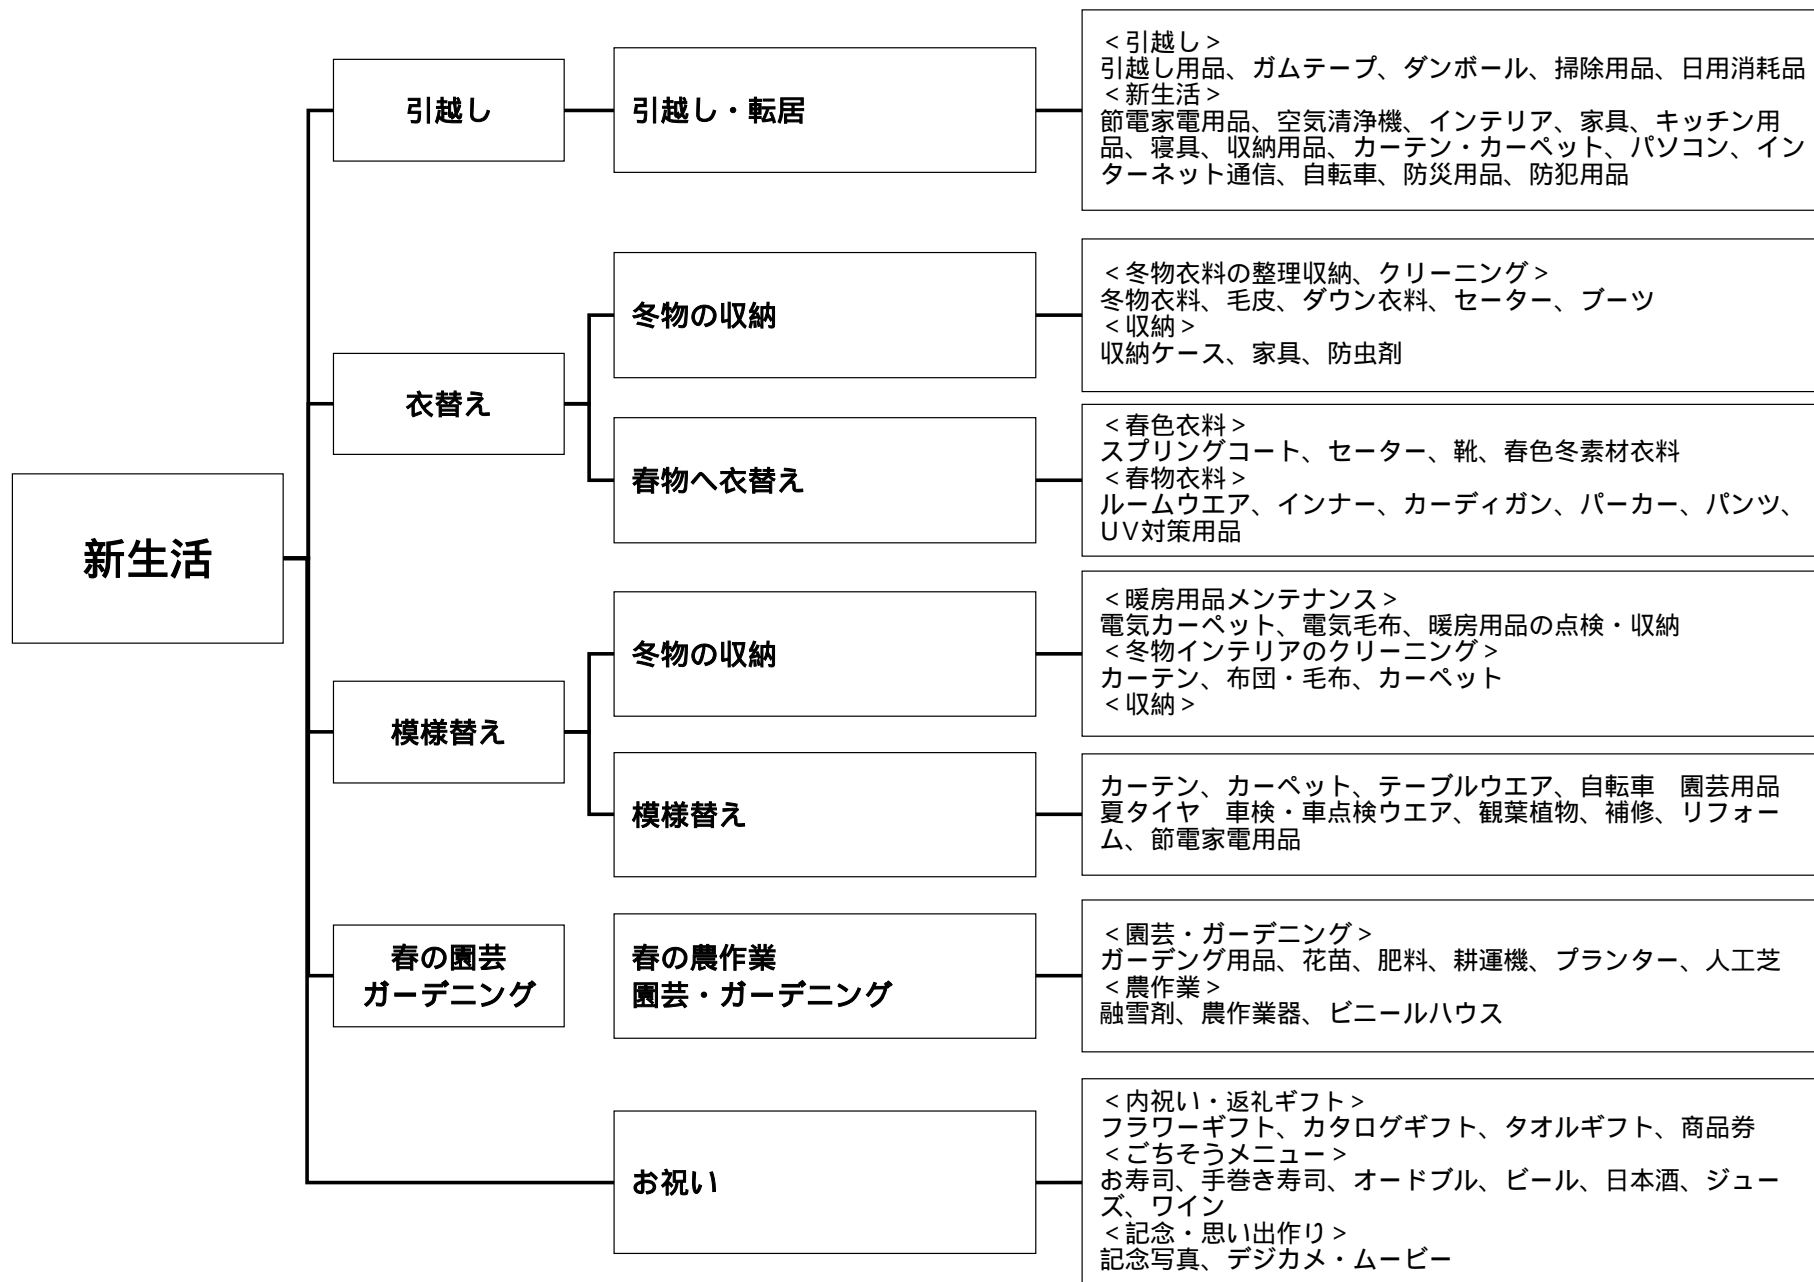 新生活
引越し
引越し・転居
＜引越し＞
引越し用品、ガムテープ、ダンボール、掃除用品、日用消耗品
＜新生活＞
節電家電用品、空気清浄機、インテリア、家具、キッチン用
品、寝具、収納用品、カーテン・カーペット、パソコン、イン
ターネット通信、自転車、防災用品、防犯用品
衣替え
冬物の収納
＜冬物衣料の整理収納、クリーニング＞
冬物衣料、毛皮、ダウン衣料、セーター、ブーツ
＜収納＞
収納ケース、家具、防虫剤
春物へ衣替え
＜春色衣料＞
スプリングコート、セーター、靴、春色冬素材衣料
＜春物衣料＞
ルームウエア、インナー、カーディガン、パーカー、パンツ、
UV対策用品
模様替え
冬物の収納
＜暖房用品メンテナンス＞
電気カーペット、電気毛布、暖房用品の点検・収納
＜冬物インテリアのクリーニング＞
カーテン、布団・毛布、カーペット
＜収納＞
模様替え
カーテン、カーペット、テーブルウエア、自転車　園芸用品
夏タイヤ　車検・車点検ウエア、観葉植物、補修、リフォー
ム、節電家電用品
春の園芸
ガーデニング
春の農作業
園芸・ガーデニング
＜園芸・ガーデニング＞
ガーデング用品、花苗、肥料、耕運機、プランター、人工芝
＜農作業＞
融雪剤、農作業器、ビニールハウス
お祝い
＜内祝い・返礼ギフト＞
フラワーギフト、カタログギフト、タオルギフト、商品券
＜ごちそうメニュー＞
お寿司、手巻き寿司、オードブル、ビール、日本酒、ジュー
ズ、ワイン
＜記念・思い出作り＞
記念写真、デジカメ・ムービー